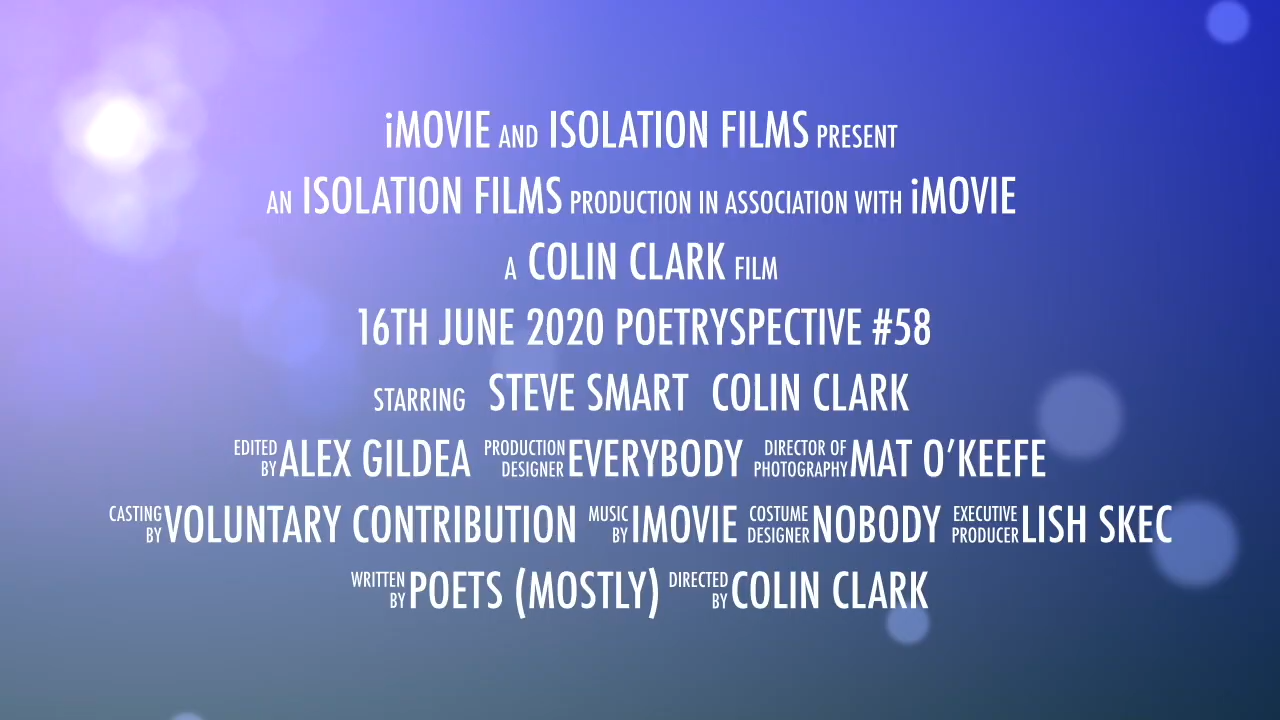 iMOVIE AND ISOLATION FILMS PRESENT
AN ISOLATION FILMS PRODUCTION IN ASSOCIATION WITH iMOVIE
A COLIN CLARK FILM
16TH JUNE 2020 POETRYSPECTIVE #58
STARRING STEVE SMART COLIN CLARK
EDITED BY ALEX GILDEA PRODUCTION DESIGNER EVERYBODY DIRECTOR OF PHOTOGRAPHY MAT O'KEEFE
CASTING BY VOLUNTARY CONTRIBUTION MUSIC BY IMOVIE COSTUME DESIGNER NOBODY EXECUTIVE PRODUCER LISH SKEC
WRITTEN BY POETS (MOSTLY) DIRECTED BY COLIN CLARK